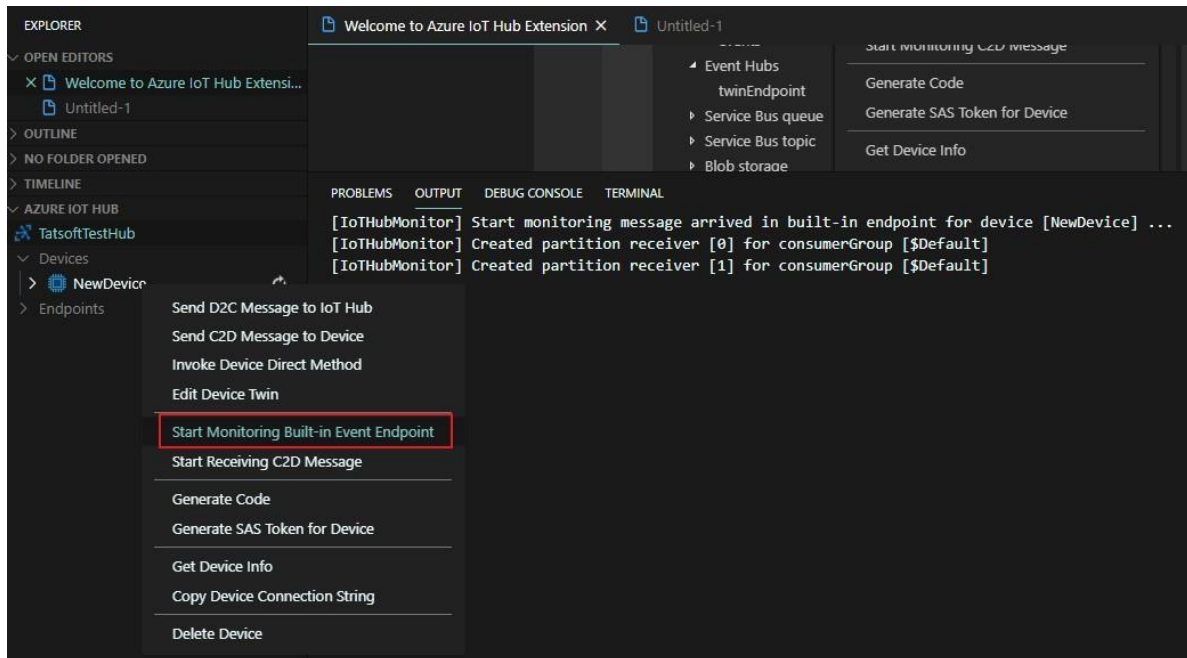 EXPLORER
OPEN EDITORS
Welcome to Azure IoT Hub Extensi...
Untitled-1
OUTLINE
NO FOLDER OPENED
TIMELINE
AZURE IOT HUB
TatsoftTestHub
Devices
NewDevice
Endpoints
Send D2C Message to IoT Hub
Send C2D Message to Device
Invoke Device Direct Method
Edit Device Twin
Start Monitoring Built-in Event Endpoint
Start Receiving C2D Message
Generate Code
Generate SAS Token for Device
Get Device Info
Copy Device Connection String
Delete Device
Welcome to Azure IoT Hub Extension
Untitled-1
Event Hubs
twinEndpoint
Service Bus queue
Service Bus topic
Blob storage
Start Monitoring C2D Message
Generate Code
Generate SAS Token for Device
Get Device Info
PROBLEMS OUTPUT DEBUG CONSOLE TERMINAL
[IoTHubMonitor] Start monitoring message arrived in built-in endpoint for device [NewDevice] ...
[IoTHubMonitor] Created partition receiver [0] for consumerGroup [$Default]
[IoTHubMonitor] Created partition receiver [1] for consumerGroup [$Default]